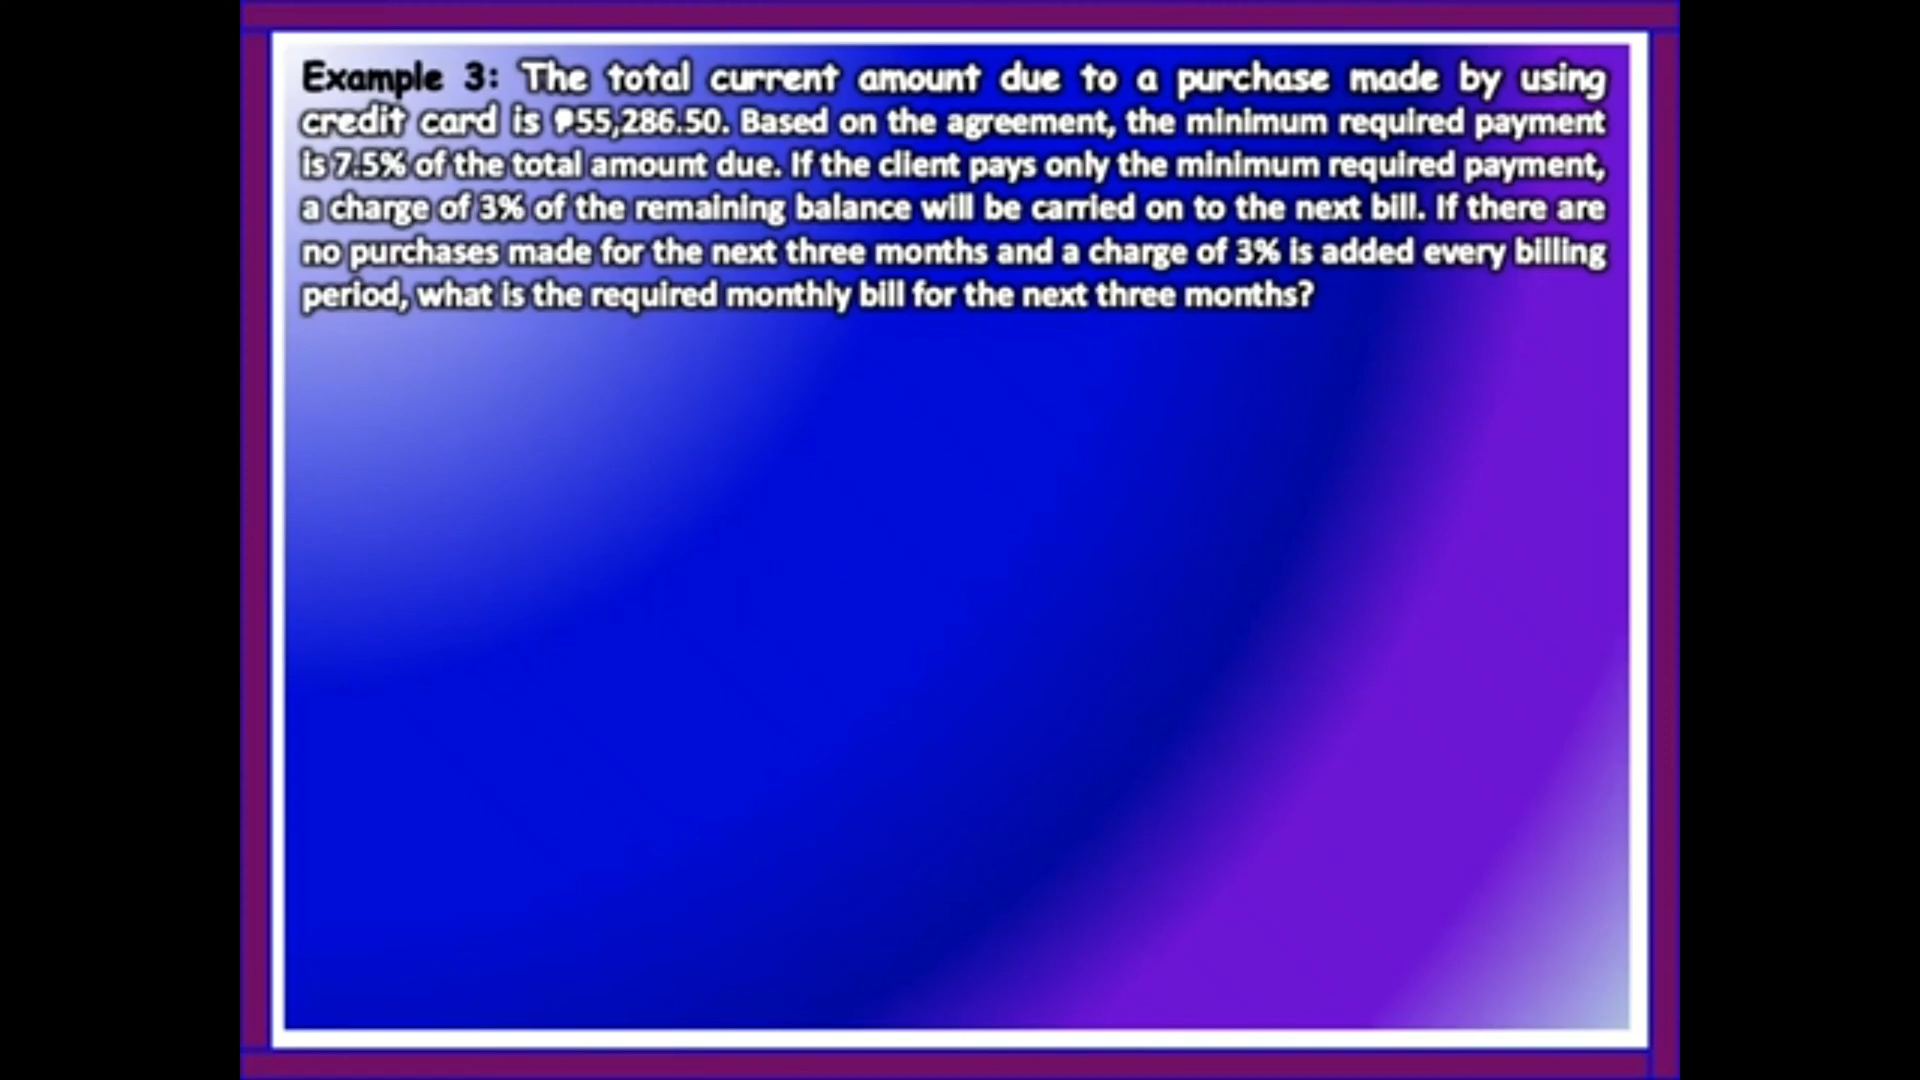 Example 3: The total current amount due to a purchase made by using
credit card is ₱55,286.50. Based on the agreement, the minimum required payment
is 7.5% of the total amount due. If the client pays only the minimum required payment,
a charge of 3% of the remaining balance will be carried on to the next bill. If there are
no purchases made for the next three months and a charge of 3% is added every billing
period, what is the required monthly bill for the next three months?